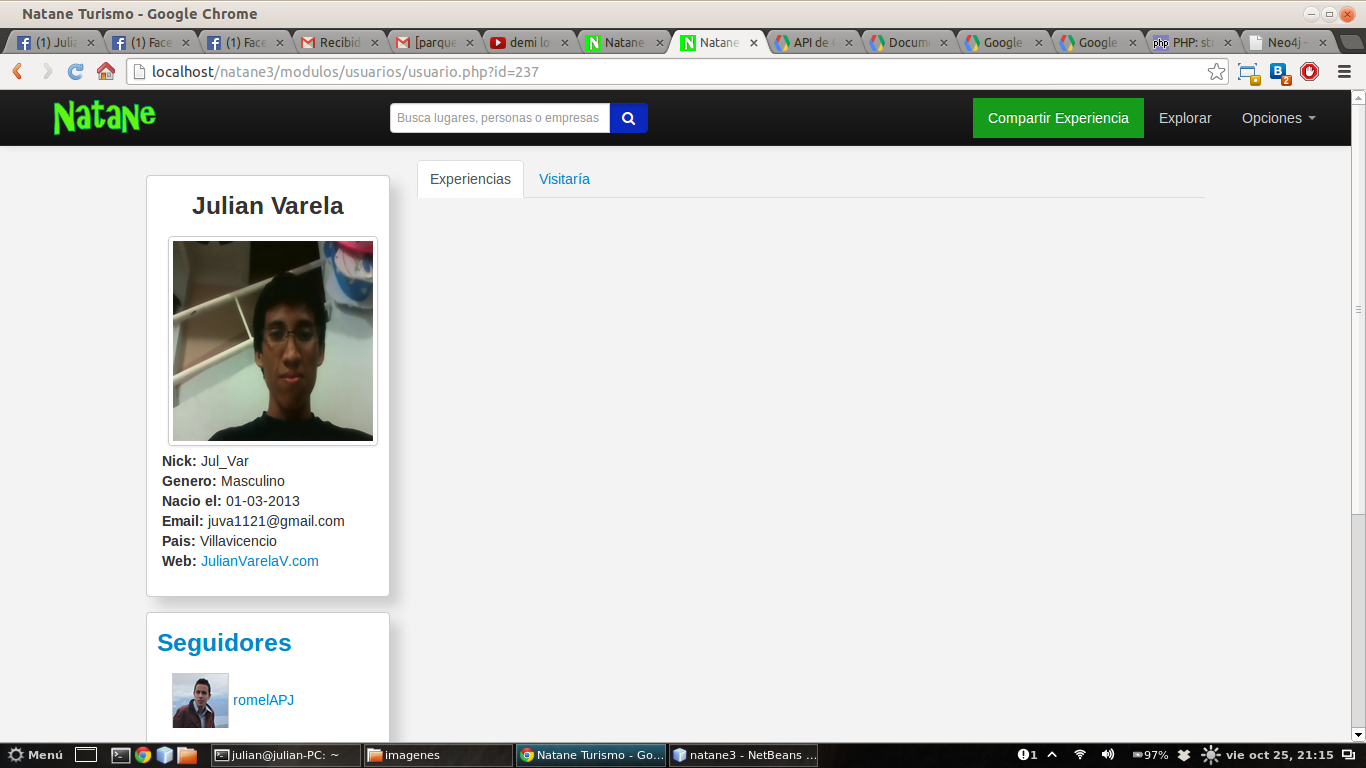 Natane Turismo - Google Chrome
(1) Julia
(1) Face
(1) Face
Recibid
[parque
demi lo
Natane
Natane
API de
Docum
Google
Google
PHP: st
Neo4j -
localhost/natane3/modulos/usuarios/usuario.php?id=237
B
2
NataNe
Busca lugares, personas o empresas
Compartir Experiencia
Explorar
Opciones
Experiencias
Visitaría
Julian Varela
Nick: Jul_Var
Genero: Masculino
Nacio el: 01-03-2013
Email: juva1121@gmail.com
Pais: Villavicencio
Web: JulianVarelaV.com
Seguidores
romelAPJ
Menú
julian@julian-PC: ~
imagenes
Natane Turismo - Go...
natane3 - NetBeans ...
1
97%
vie oct 25, 21:15